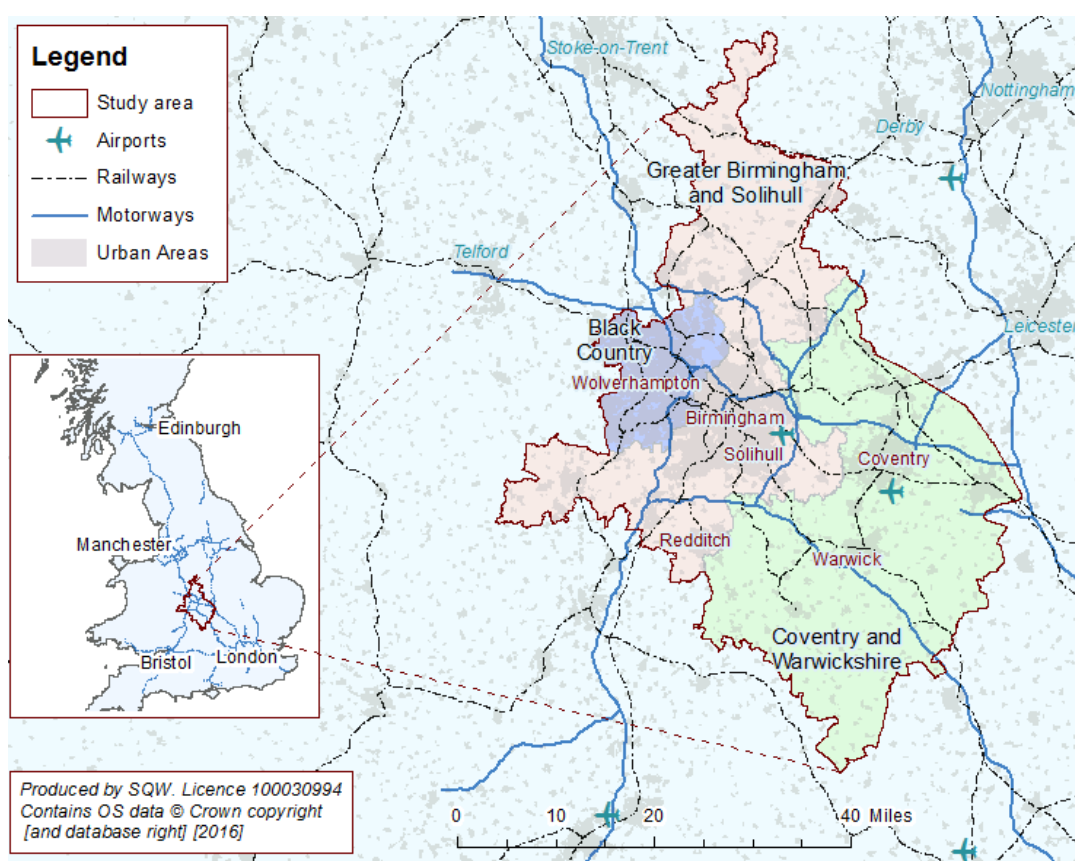 Legend
Study area
Airports
Railways
Motorways
Urban Areas
Stoke-on-Trent
Nottingham
Derby
Greater Birmingham
and Solihull
Telford
Leicester
Black
Country
Wolverhampton
Birmingham
Solihull
Coventry
Redditch
Warwick
Coventry and
Warwickshire
Edinburgh
Manchester
Bristol
London
Produced by SQW. Licence 100030994
Contains OS data © Crown copyright
[and database right] [2016]
0 10 20 40 Miles